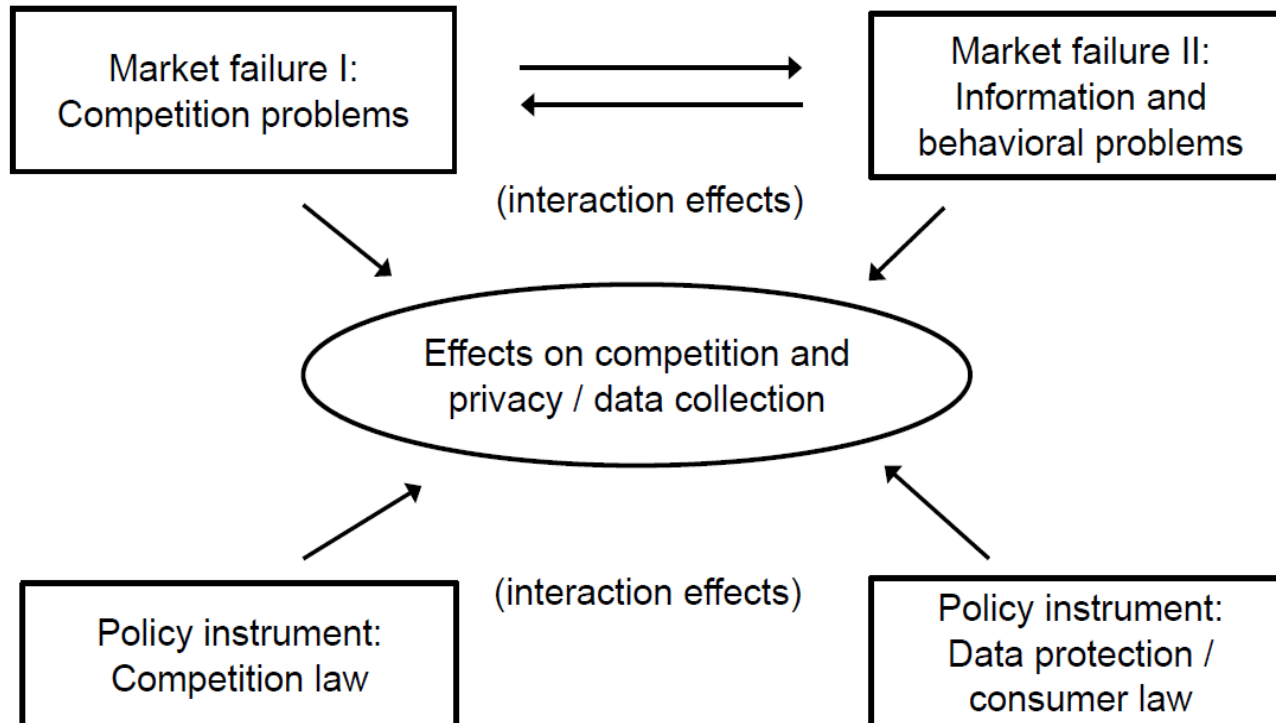 Market failure I:
Competition problems
Market failure II:
Information and
behavioral problems
(interaction effects)
Effects on competition and
privacy / data collection
(interaction effects)
Policy instrument:
Competition law
Policy instrument:
Data protection /
consumer law